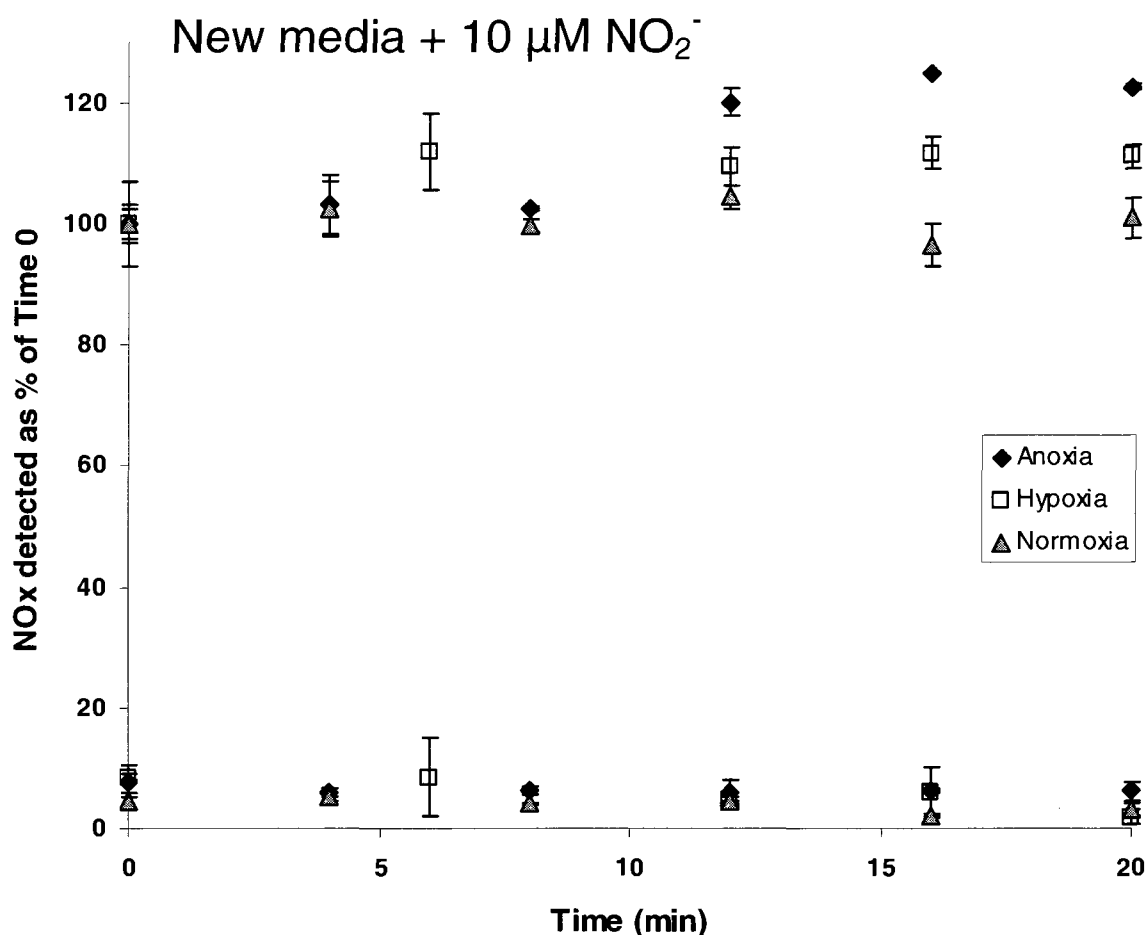 New media + 10 µM NO₂⁻
120
100
80
60
40
20
0
NOx detected as % of Time 0
Anoxia
Hypoxia
Normoxia
0 5 10 15 20
Time (min)